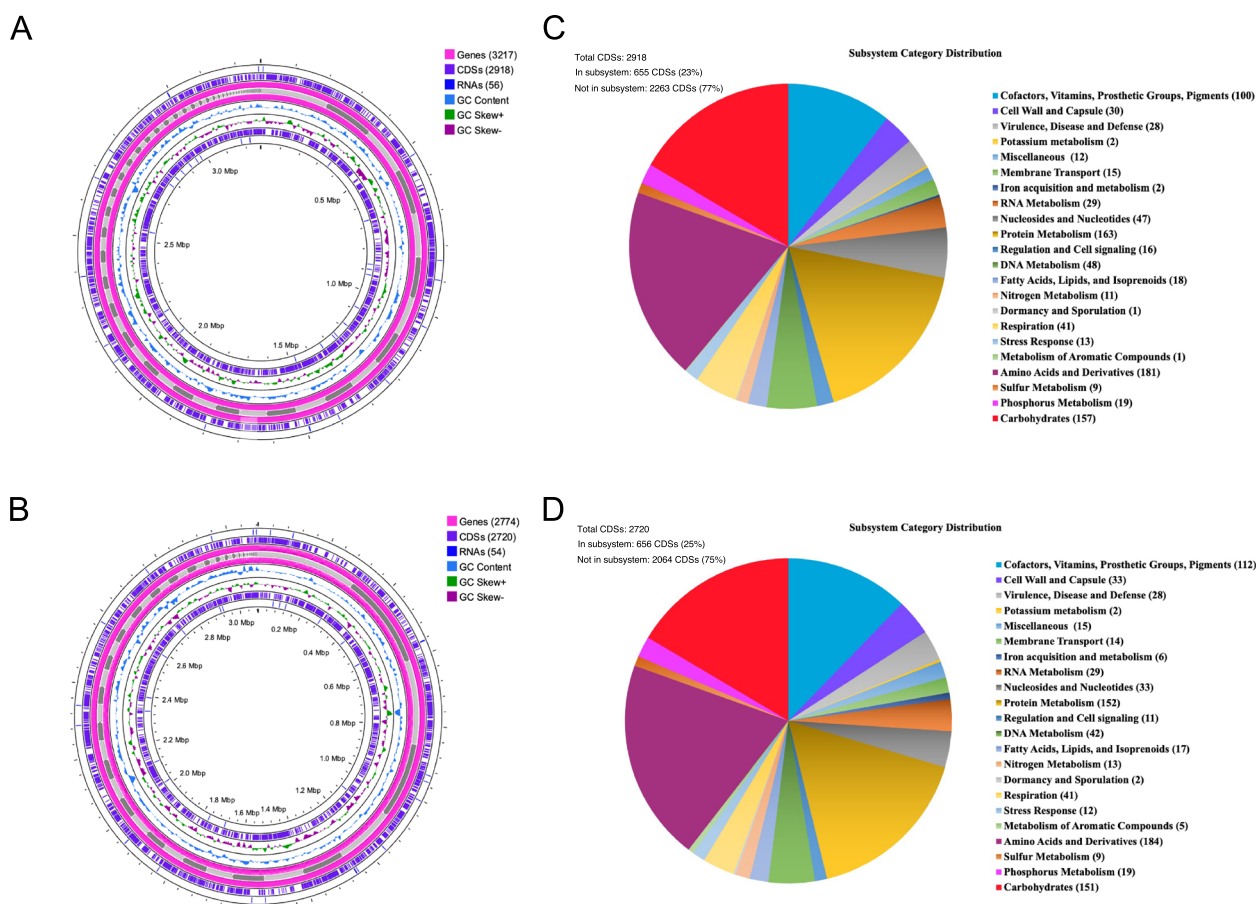 A
Genes (3217)
CDSs (2918)
RNAs (56)
GC Content
GC Skew+
GC Skew-
3.0 Mbp
0.5 Mbp
2.5 Mbp
1.0 Mbp
2.0 Mbp
1.5 Mbp
C
Total CDSs: 2918
In subsystem: 655 CDSs (23%)
Not in subsystem: 2263 CDSs (77%)
Subsystem Category Distribution
Cofactors, Vitamins, Prosthetic Groups, Pigments (100)
Cell Wall and Capsule (30)
Virulence, Disease and Defense (28)
Potassium metabolism (2)
Miscellaneous (12)
Membrane Transport (15)
Iron acquisition and metabolism (2)
RNA Metabolism (29)
Nucleosides and Nucleotides (47)
Protein Metabolism (163)
Regulation and Cell signaling (16)
DNA Metabolism (48)
Fatty Acids, Lipids, and Isoprenoids (18)
Nitrogen Metabolism (11)
Dormancy and Sporulation (1)
Respiration (41)
Stress Response (13)
Metabolism of Aromatic Compounds (1)
Amino Acids and Derivatives (181)
Sulfur Metabolism (9)
Phosphorus Metabolism (19)
Carbohydrates (157)
B
Genes (2774)
CDSs (2720)
RNAs (54)
GC Content
GC Skew+
GC Skew-
3.0 Mbp
0.2 Mbp
2.8 Mbp
0.4 Mbp
2.6 Mbp
0.6 Mbp
2.4 Mbp
0.8 Mbp
2.2 Mbp
1.0 Mbp
2.0 Mbp
1.2 Mbp
1.8 Mbp
1.6 Mbp
1.4 Mbp
D
Total CDSs: 2720
In subsystem: 656 CDSs (25%)
Not in subsystem: 2064 CDSs (75%)
Subsystem Category Distribution
Cofactors, Vitamins, Prosthetic Groups, Pigments (112)
Cell Wall and Capsule (33)
Virulence, Disease and Defense (28)
Potassium metabolism (2)
Miscellaneous (15)
Membrane Transport (14)
Iron acquisition and metabolism (6)
RNA Metabolism (29)
Nucleosides and Nucleotides (33)
Protein Metabolism (152)
Regulation and Cell signaling (11)
DNA Metabolism (42)
Fatty Acids, Lipids, and Isoprenoids (17)
Nitrogen Metabolism (13)
Dormancy and Sporulation (2)
Respiration (41)
Stress Response (12)
Metabolism of Aromatic Compounds (5)
Amino Acids and Derivatives (184)
Sulfur Metabolism (9)
Phosphorus Metabolism (19)
Carbohydrates (151)